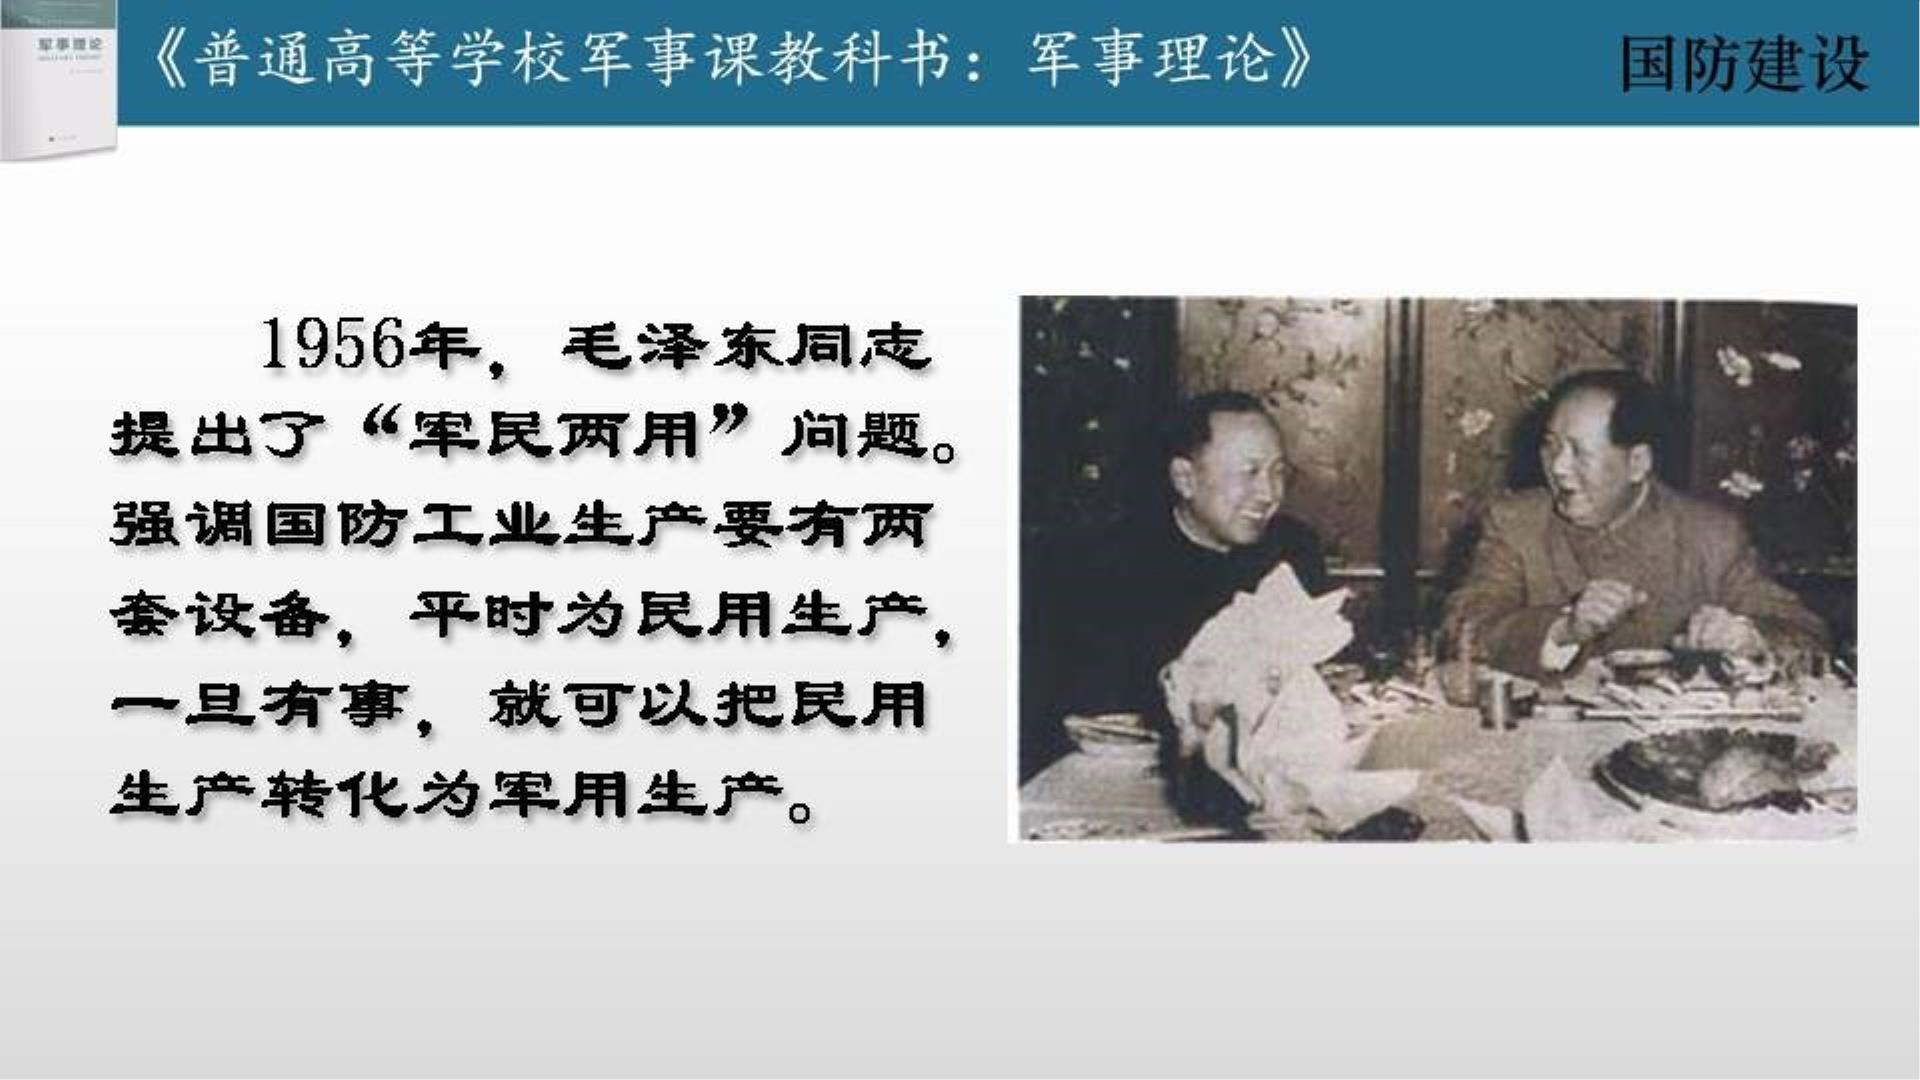 军事理论
《普通高等学校军事课教科书：军事理论》
国防建设
1956年，毛泽东同志
提出了“军民两用”问题。
强调国防工业生产要有两
套设备，平时为民用生产，
一旦有事，就可以把民用
生产转化为军用生产。